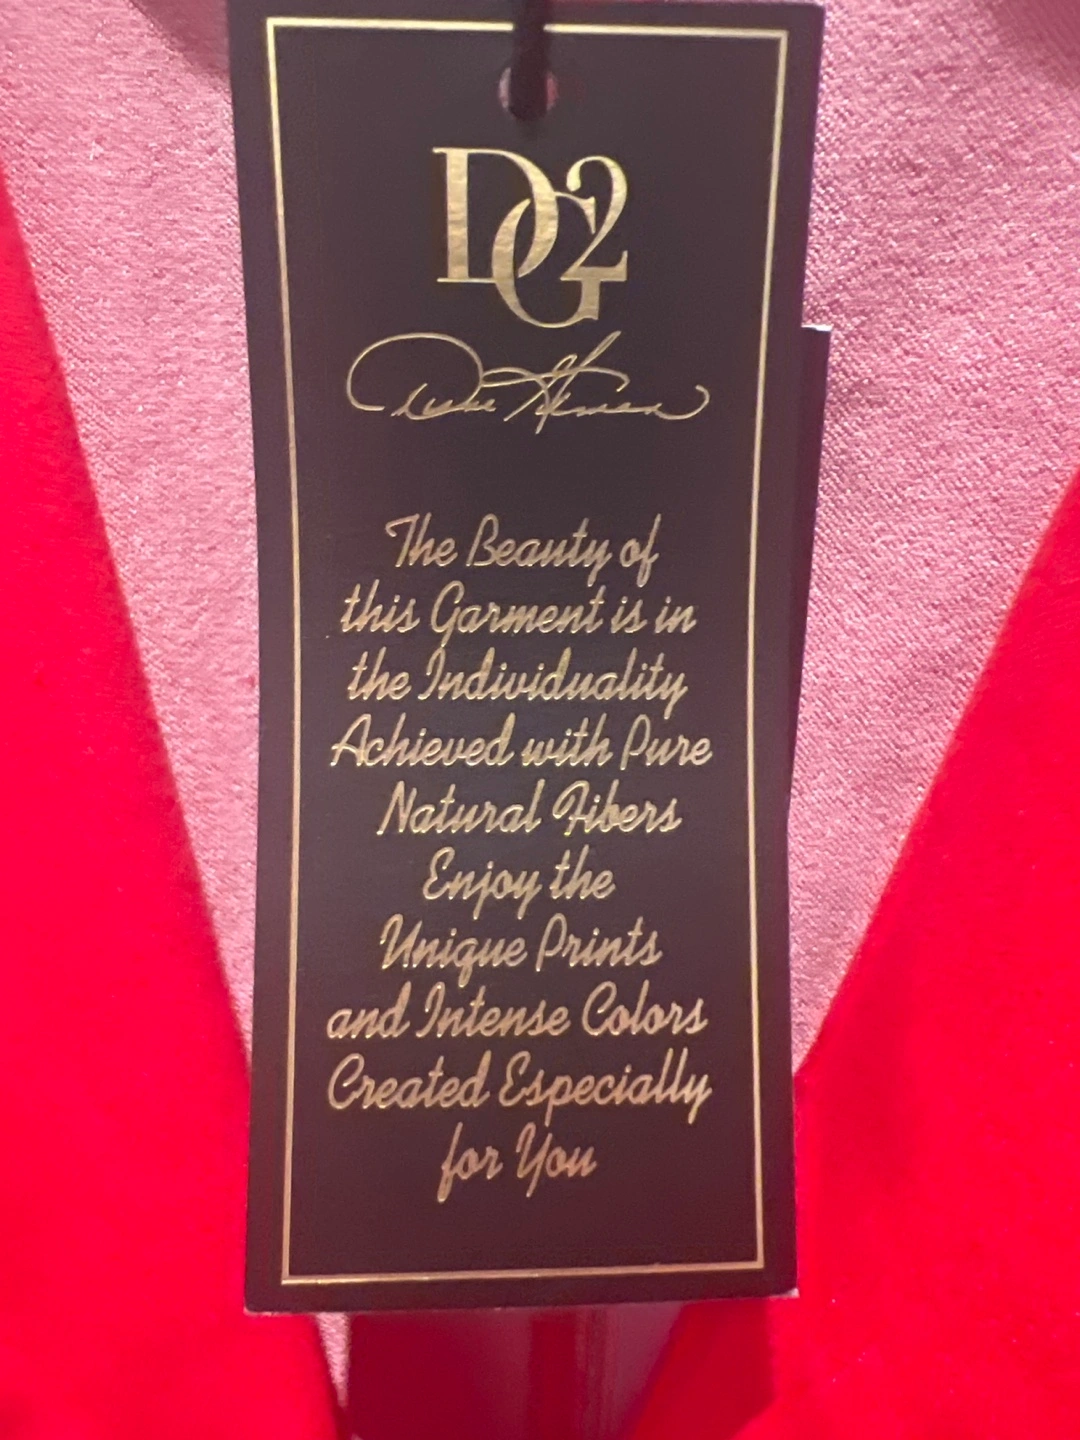 DG2
The Beauty of
this Garment is in
the Individuality
Achieved with Pure
Natural Fibers
Enjoy the
Unique Prints
and Intense Colors
Created Especially
for You